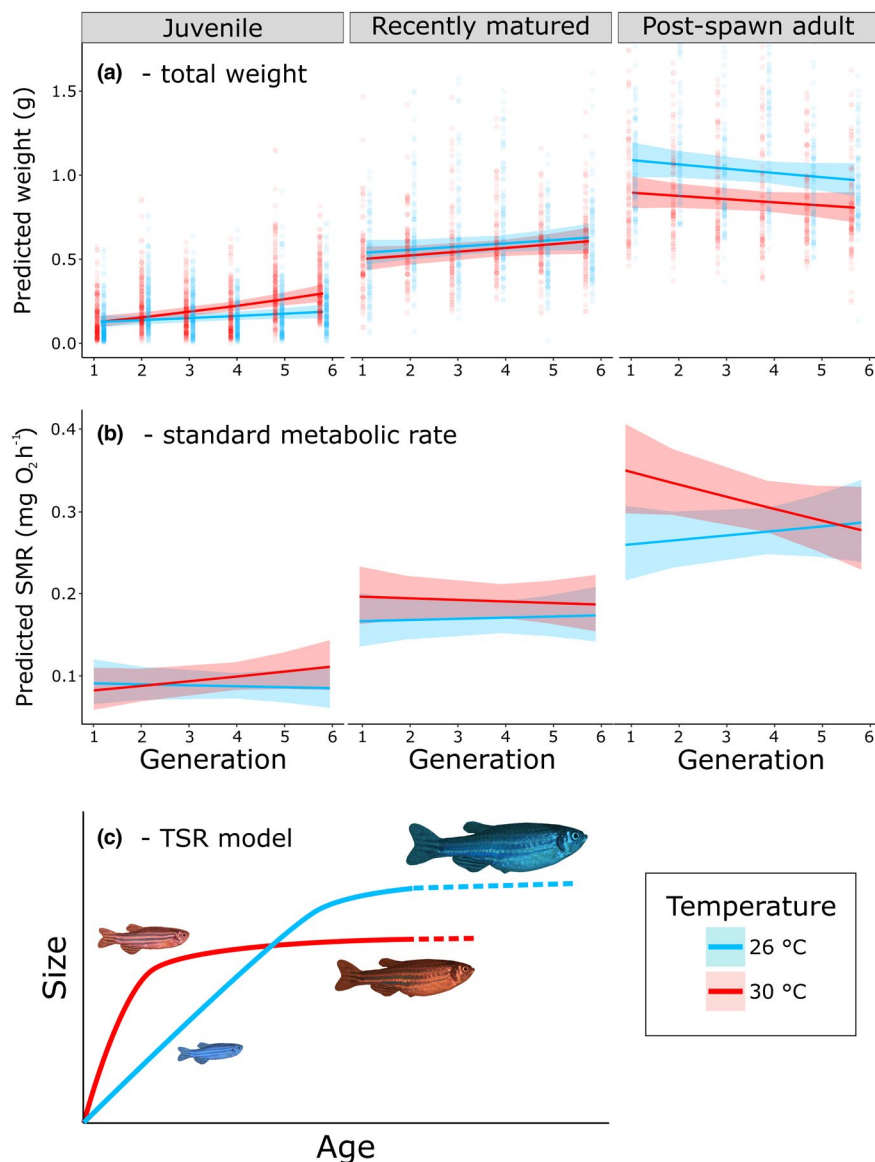 Juvenile
Recently matured
Post-spawn adult
(a) - total weight
Predicted weight (g)
1.5
1.0
0.5
0.0
1 2 3 4 5 6
1 2 3 4 5 6
1 2 3 4 5 6
(b) - standard metabolic rate
Predicted SMR (mg O₂ h⁻¹)
0.4
0.3
0.2
0.1
1 2 3 4 5 6
1 2 3 4 5 6
1 2 3 4 5 6
Generation
Generation
Generation
(c) - TSR model
Size
Age
Temperature
26 °C
30 °C